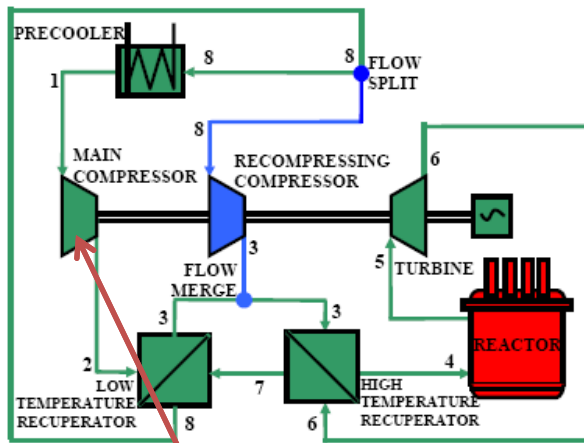 PRECOOLER
8
8
FLOW
SPLIT
1
8
6
MAIN
COMPRESSOR
RECOMPRESSING
COMPRESSOR
~
3
5
TURBINE
FLOW
MERGE
3
3
REACTOR
2
7
4
LOW
TEMPERATURE
RECUPERATOR
8
6
HIGH
TEMPERATURE
RECUPERATOR